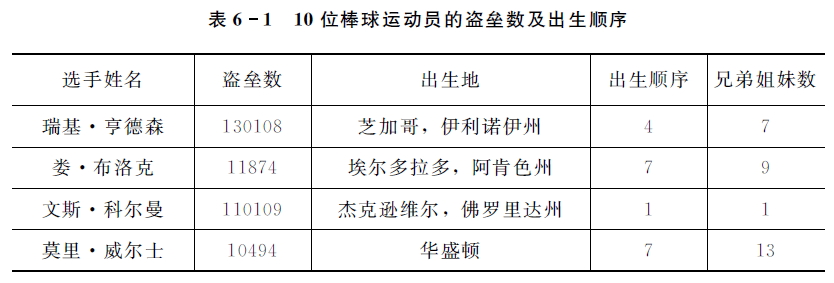 表 6-1 10 位棒球运动员的盗垒数及出生顺序
选手姓名 盗垒数 出生地 出生顺序 兄弟姐妹数
瑞基·亨德森 130108 芝加哥，伊利诺伊州 4 7
娄·布洛克 11874 埃尔多拉多，阿肯色州 7 9
文斯·科尔曼 110109 杰克逊维尔，佛罗里达州 1 1
莫里·威尔士 10494 华盛顿 7 13